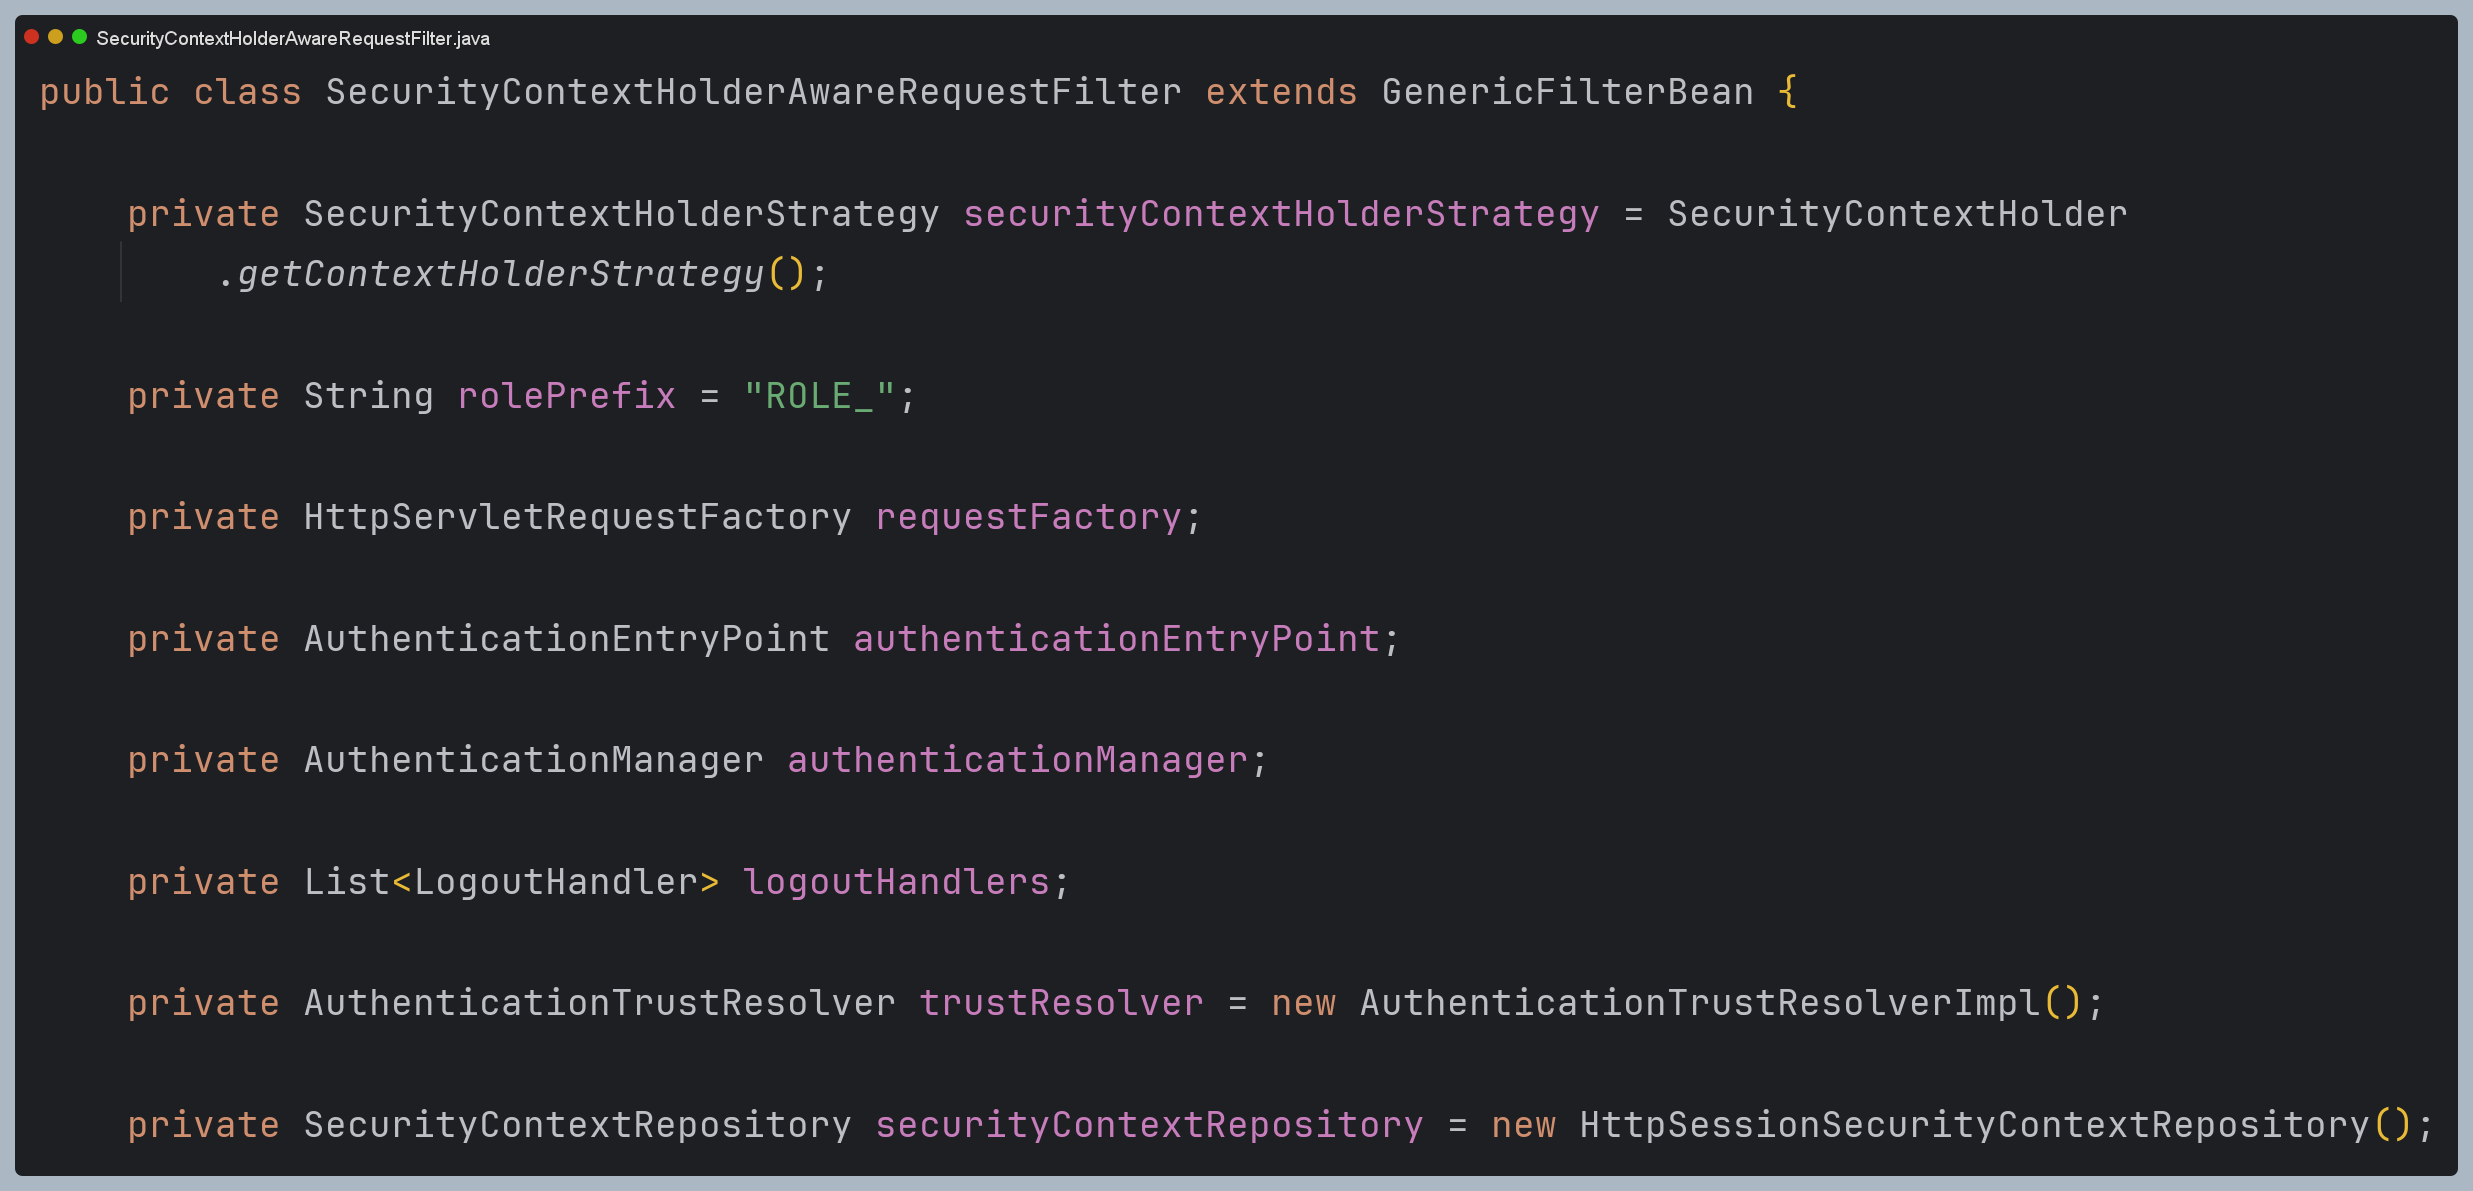 SecurityContextHolderAwareRequestFilter.java
public class SecurityContextHolderAwareRequestFilter extends GenericFilterBean {
private SecurityContextHolderStrategy securityContextHolderStrategy = SecurityContextHolder
.getContextHolderStrategy();
private String rolePrefix = "ROLE_";
private HttpServletRequestFactory requestFactory;
private AuthenticationEntryPoint authenticationEntryPoint;
private AuthenticationManager authenticationManager;
private List<LogoutHandler> logoutHandlers;
private AuthenticationTrustResolver trustResolver = new AuthenticationTrustResolverImpl();
private SecurityContextRepository securityContextRepository = new HttpSessionSecurityContextRepository();